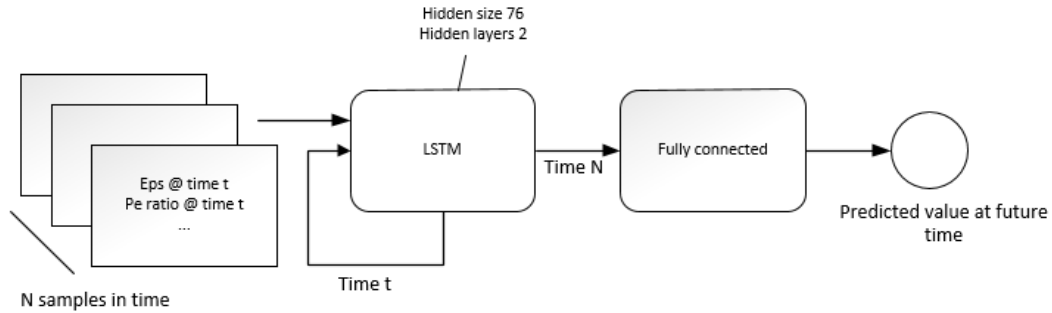 Hidden size 76
Hidden layers 2
LSTM
Fully connected
Time N
Eps @ time t
Pe ratio @ time t
...
Predicted value at future
time
Time t
N samples in time